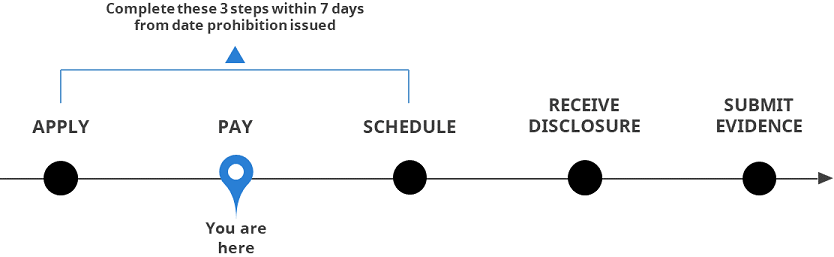 Complete these 3 steps within 7 days
from date prohibition issued
APPLY
PAY
SCHEDULE
RECEIVE
DISCLOSURE
SUBMIT
EVIDENCE
You are
here